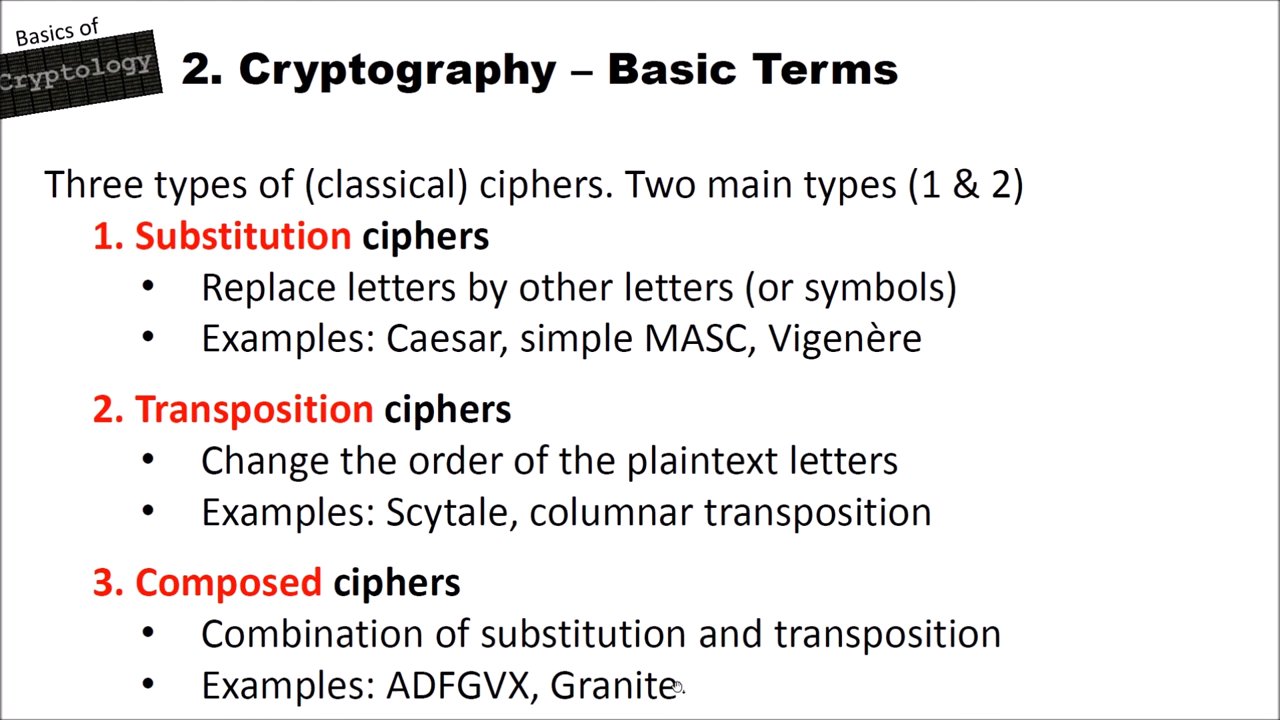 Basics of
Cryptology
2. Cryptography – Basic Terms
Three types of (classical) ciphers. Two main types (1 & 2)
1. Substitution ciphers
• Replace letters by other letters (or symbols)
• Examples: Caesar, simple MASC, Vigenère
2. Transposition ciphers
• Change the order of the plaintext letters
• Examples: Scytale, columnar transposition
3. Composed ciphers
• Combination of substitution and transposition
• Examples: ADFGVX, Granite